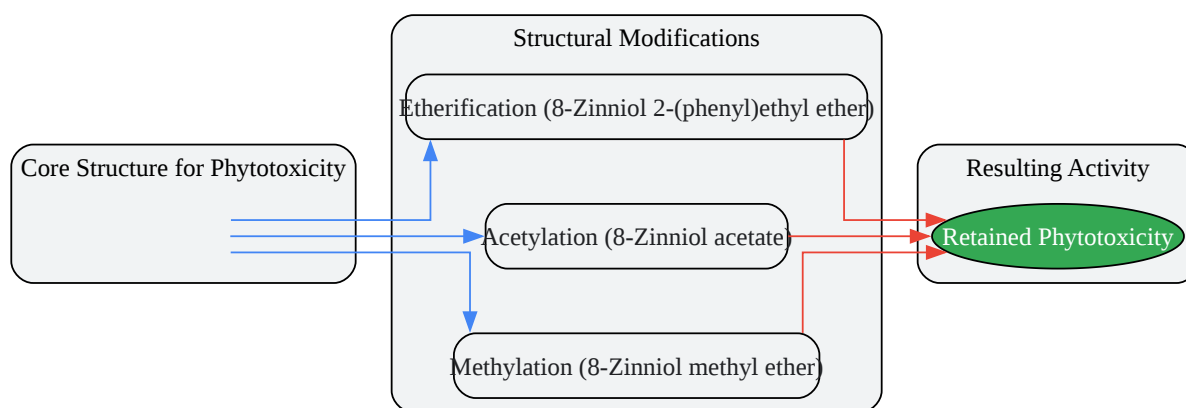 Structural Modifications
Etherification (8-Zinniol 2-(phenyl)ethyl ether)
Core Structure for Phytotoxicity
Resulting Activity
Acetylation (8-Zinniol acetate)
Retained Phytotoxicity
Methylation (8-Zinniol methyl ether)